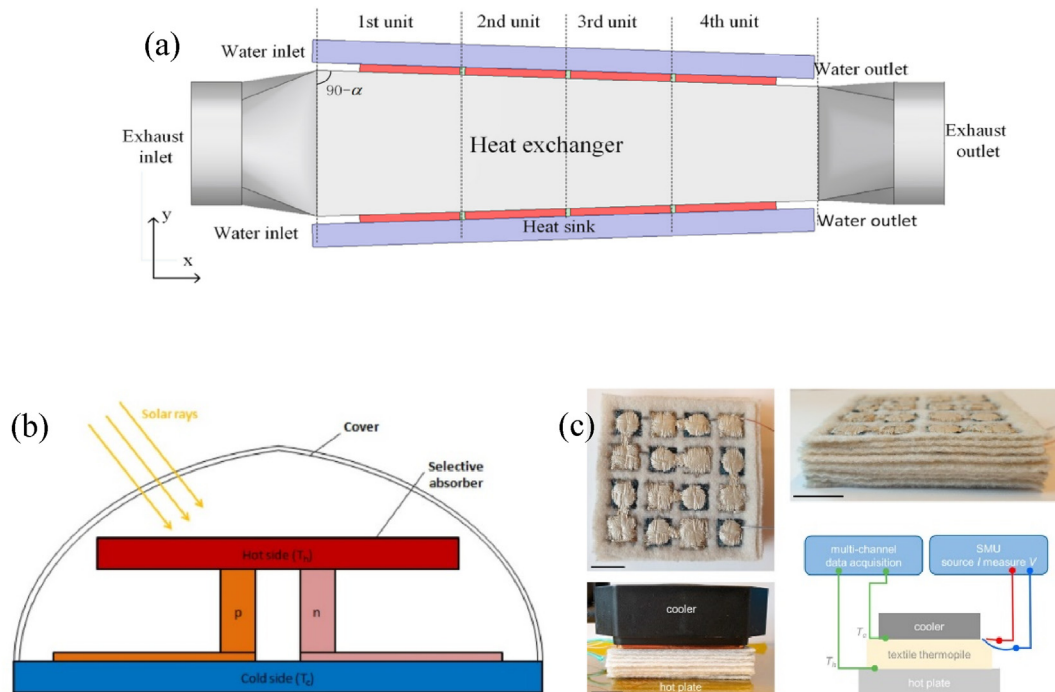 (a)
1st unit
2nd unit
3rd unit
4th unit
Water inlet
Water outlet
90-α
Exhaust
inlet
Heat exchanger
Exhaust
outlet
y
Water inlet
Heat sink
Water outlet
x
(b)
Solar rays
Cover
Selective
absorber
Hot side (Th)
p
n
Cold side (Tc)
(c)
multi-channel
data acquisition
SMU
source I measure V
cooler
cooler
Tc
textile thermopile
Th
hot plate
hot plate